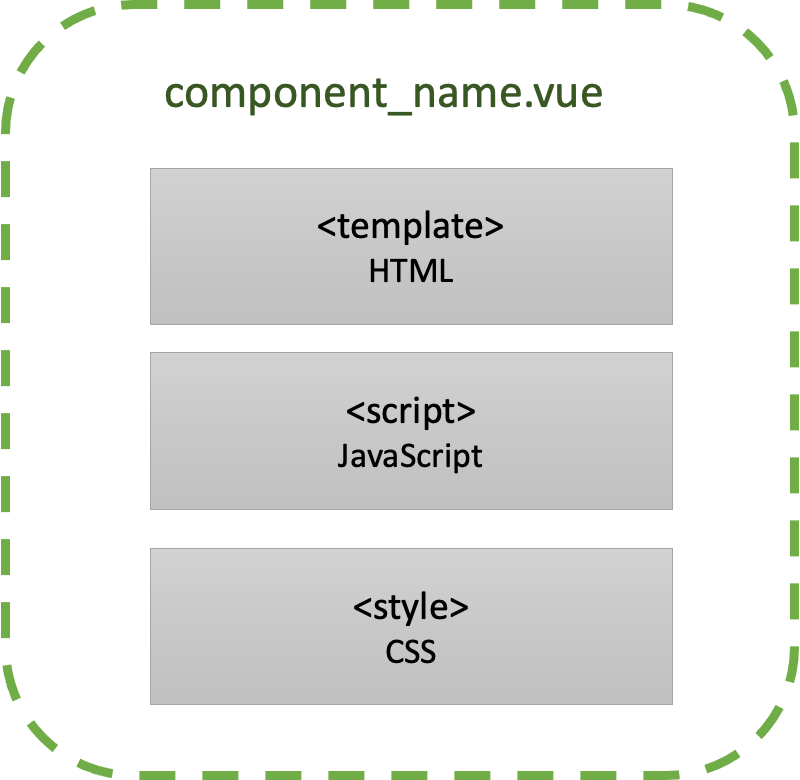 component_name.vue
<template>
HTML
<script>
JavaScript
<style>
CSS